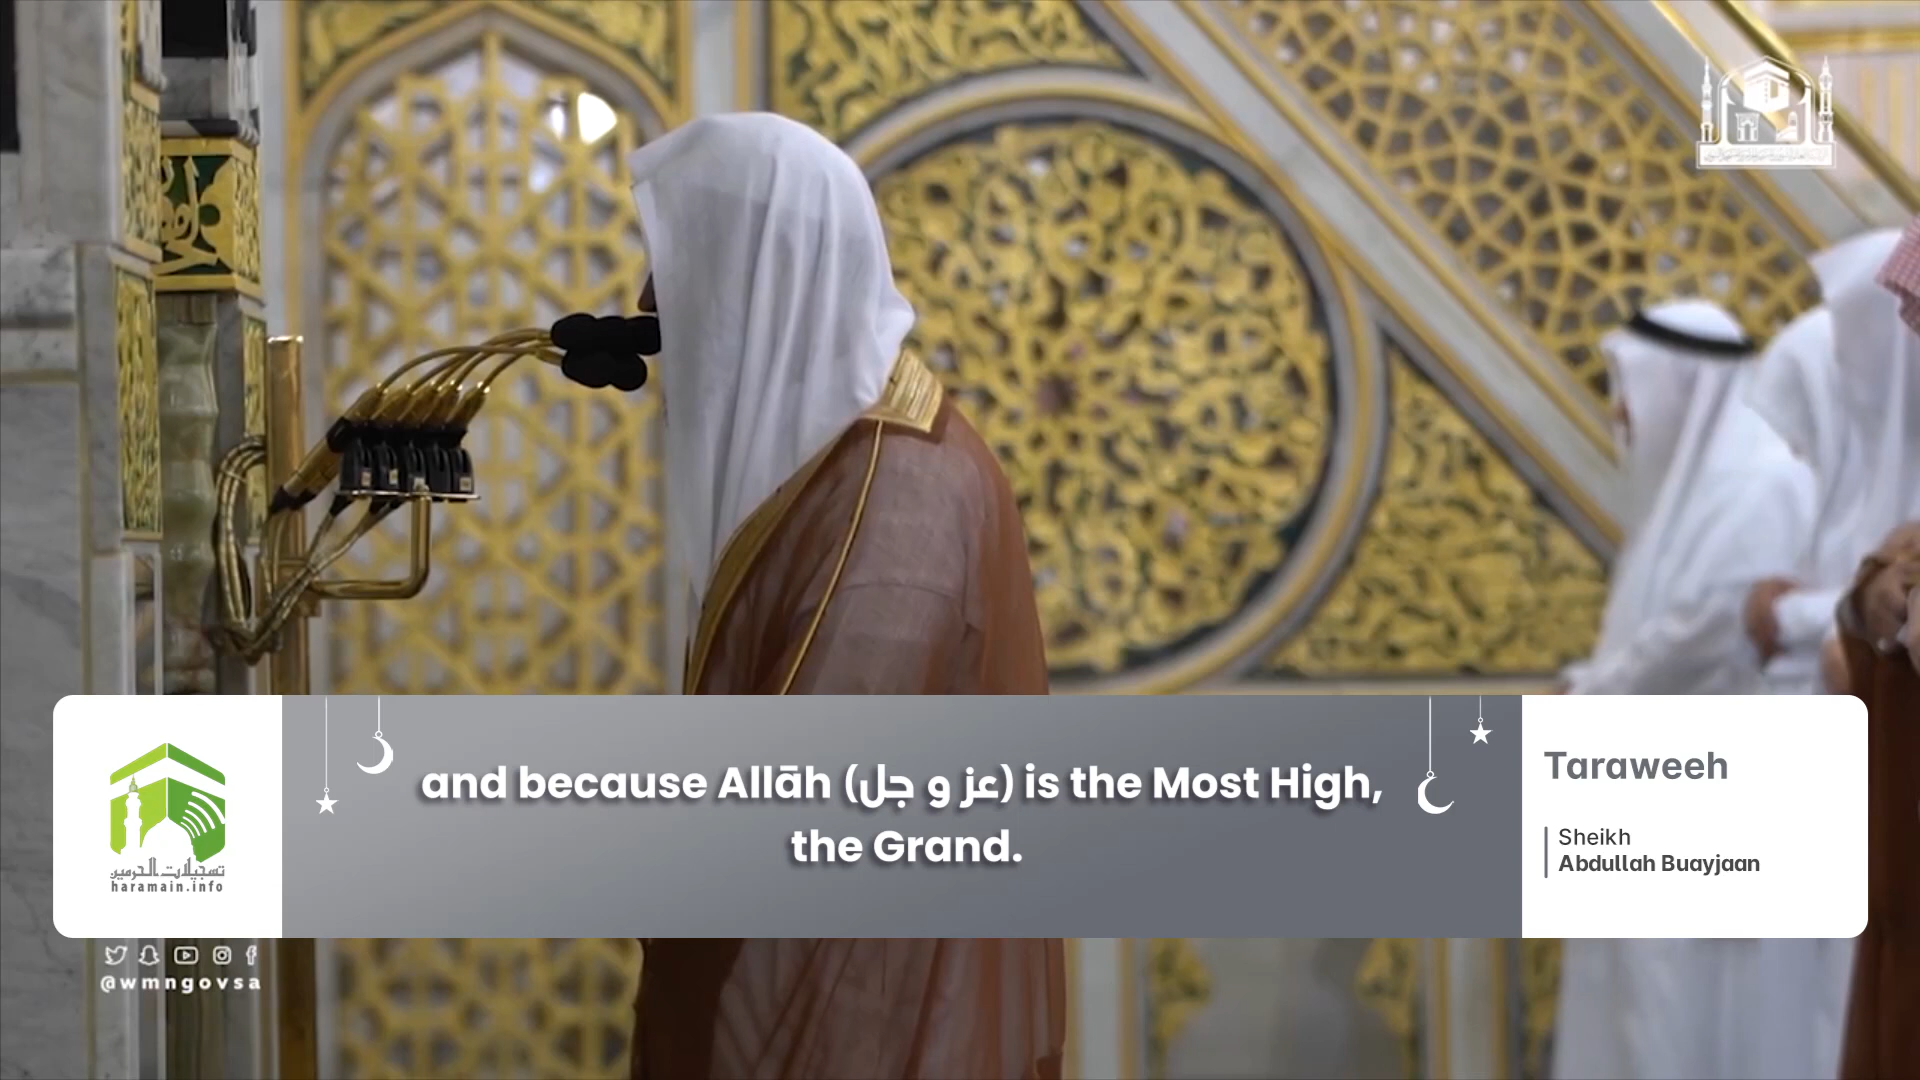 and because Allāh (عز و جل) is the Most High,
the Grand.
Taraweeh
Sheikh
Abdullah Buayjaan
تسجيلات الحرمين
haramain.info
@wmngovsa